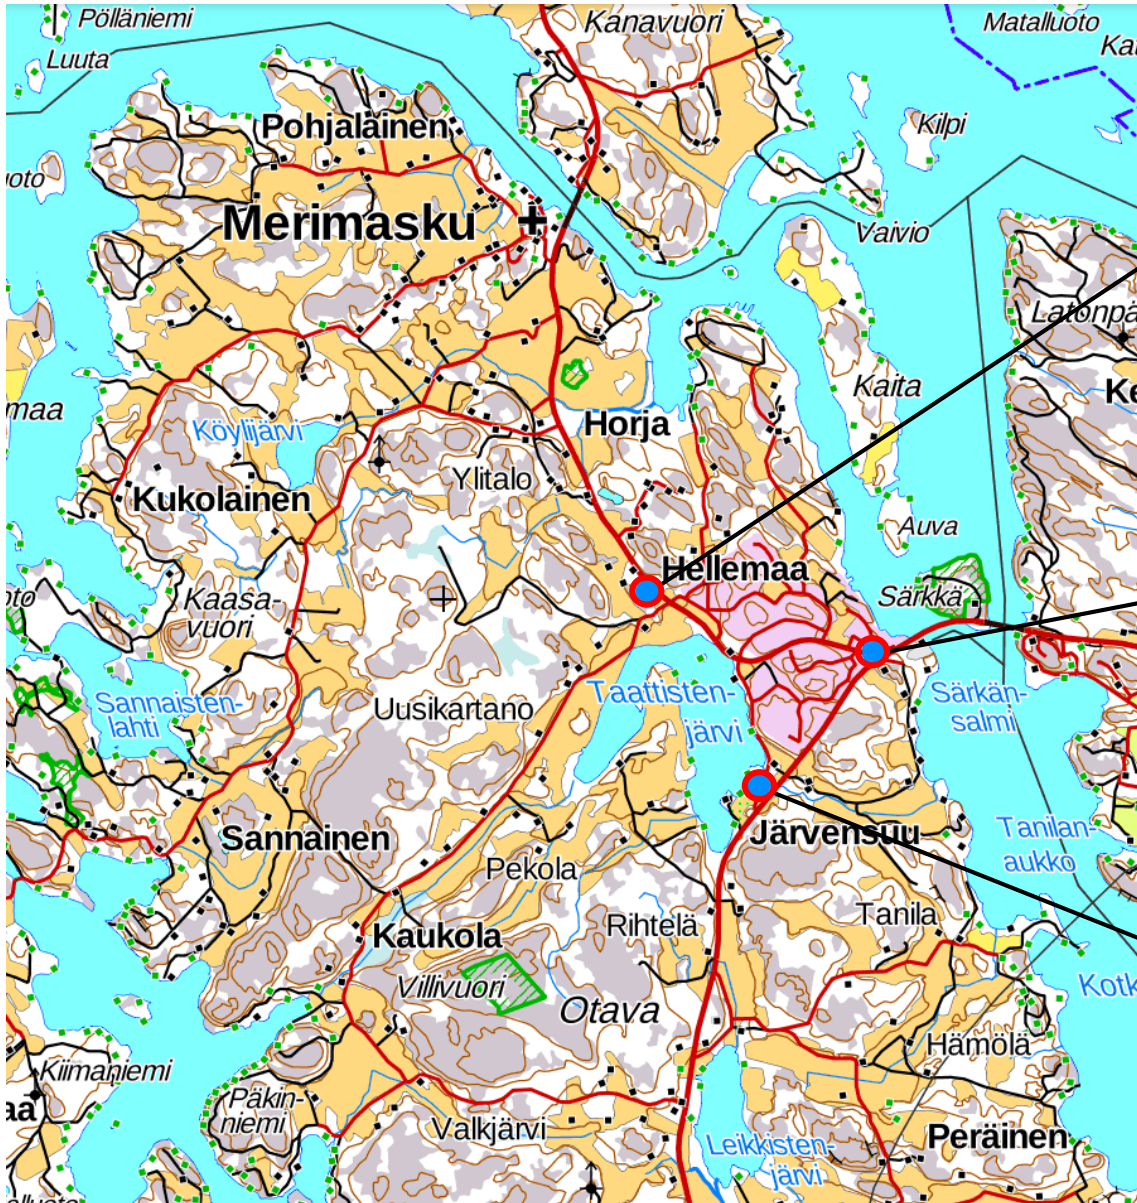 Pölläniemi
Kanavuori
Matalluoto
Luuta
Pohjalainen
Kilpi
Merimasku
Vaivio
Kaita
Horja
Köylijärvi
Ylitalo
Kukolainen
Auva
Hellemaa
Särkkä
Kaasa-
vuori
Taattisten-
järvi
Särkän-
salmi
Sannaisten-
lahti
Uusikartano
Järvensuu
Tanilan-
aukko
Sannainen
Pekola
Rihtelä
Tanila
Kaukola
Villivuori
Otava
Kotk
Hämölä
Kiimaniemi
Päkin-
niemi
Valkjärvi
Peräinen
Leikkisten-
järvi